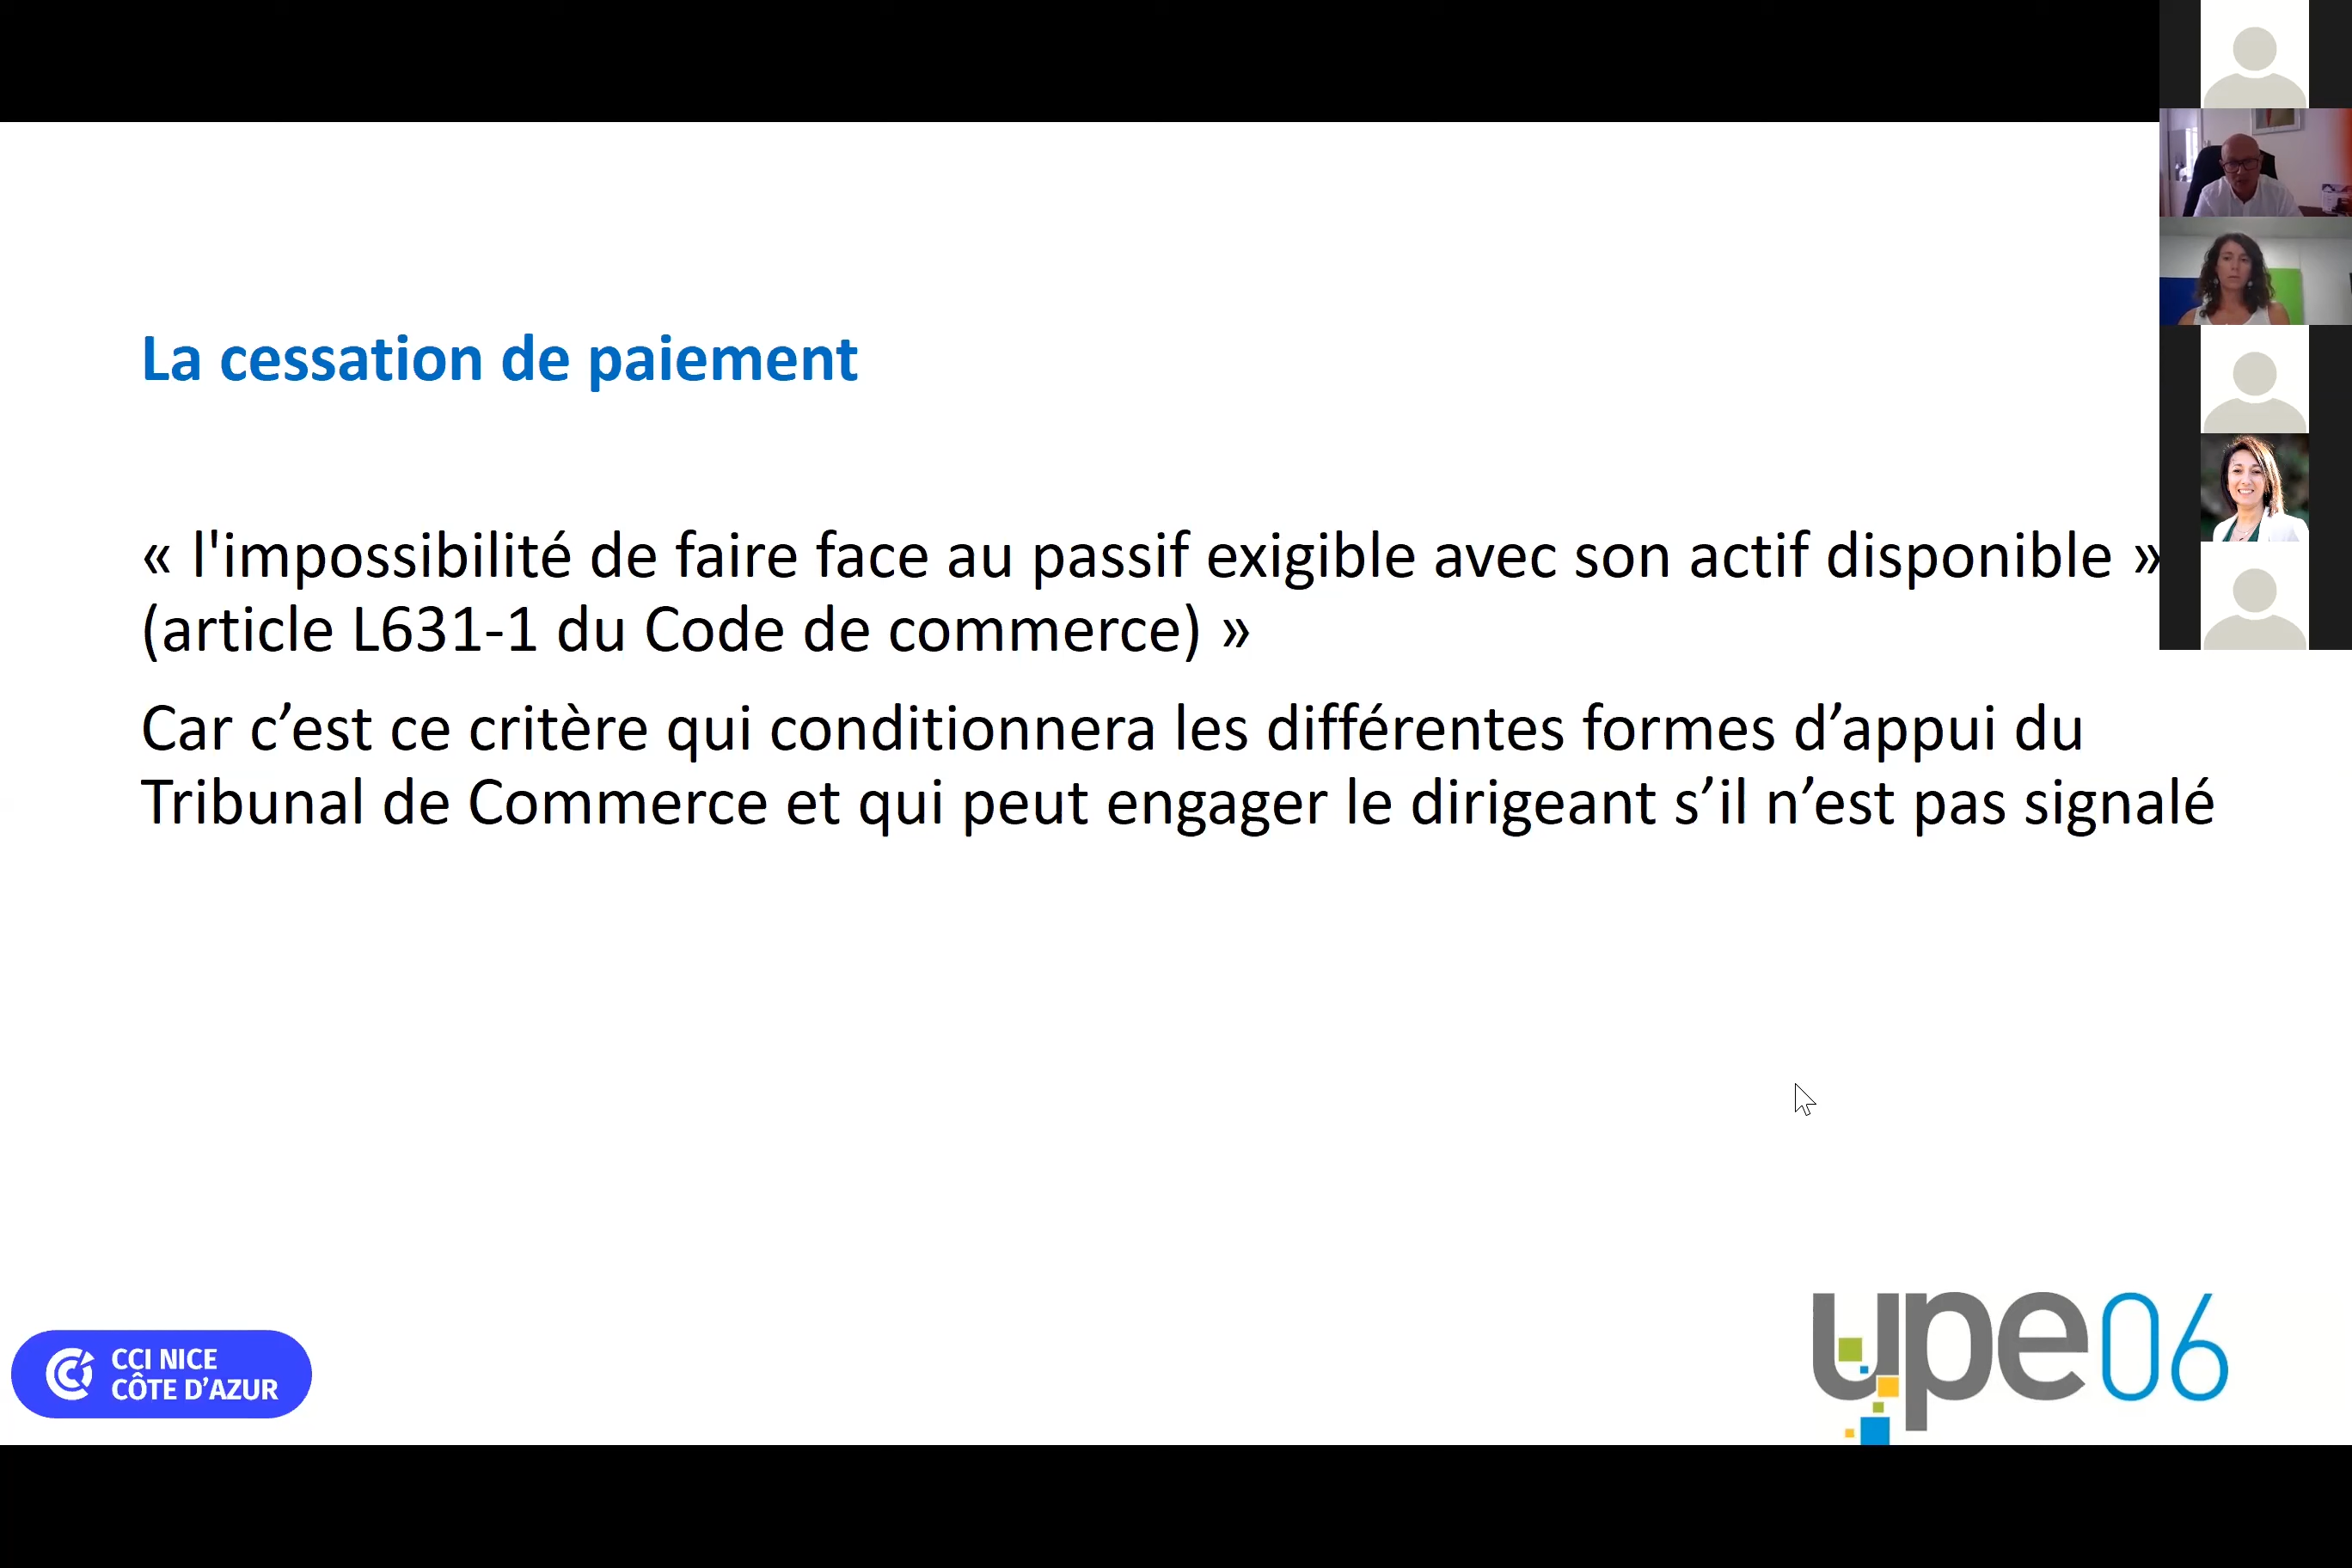 La cessation de paiement
« l'impossibilité de faire face au passif exigible avec son actif disponible »
(article L631-1 du Code de commerce) »
Car c’est ce critère qui conditionnera les différentes formes d’appui du
Tribunal de Commerce et qui peut engager le dirigeant s’il n’est pas signalé
CCI NICE
CÔTE D’AZUR
upe06